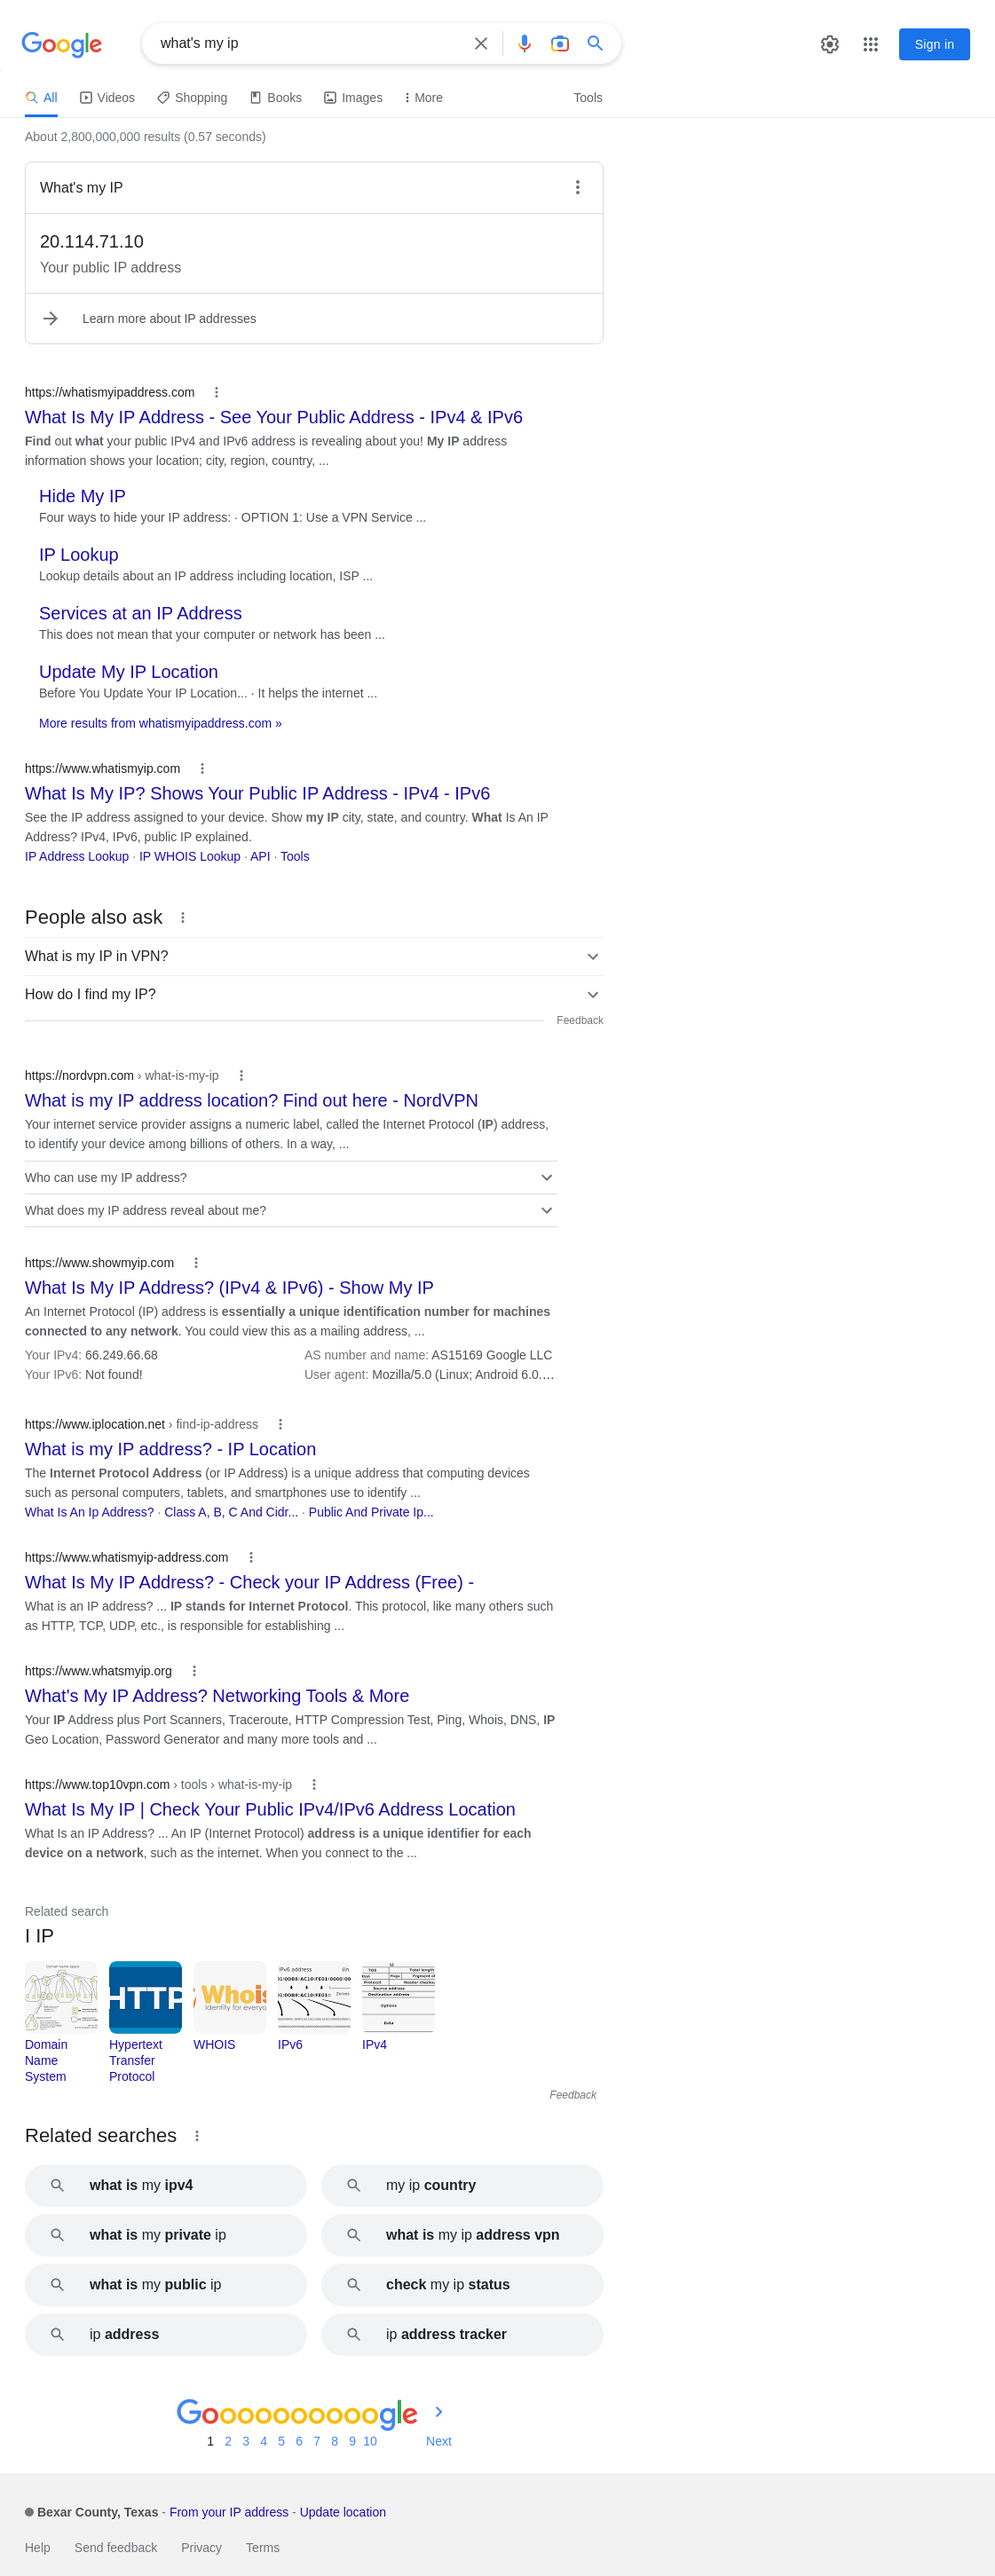 Google
what's my ip
Sign in
All
Videos
Shopping
Books
Images
More
Tools
About 2,800,000,000 results (0.57 seconds)
What's my IP
20.114.71.10
Your public IP address
Learn more about IP addresses
https://whatismyipaddress.com
What Is My IP Address - See Your Public Address - IPv4 & IPv6
Find out what your public IPv4 and IPv6 address is revealing about you! My IP address
information shows your location; city, region, country, ...
Hide My IP
Four ways to hide your IP address: · OPTION 1: Use a VPN Service ...
IP Lookup
Lookup details about an IP address including location, ISP ...
Services at an IP Address
This does not mean that your computer or network has been ...
Update My IP Location
Before You Update Your IP Location... · It helps the internet ...
More results from whatismyipaddress.com »
https://www.whatismyip.com
What Is My IP? Shows Your Public IP Address - IPv4 - IPv6
See the IP address assigned to your device. Show my IP city, state, and country. What Is An IP
Address? IPv4, IPv6, public IP explained.
IP Address Lookup · IP WHOIS Lookup · API · Tools
People also ask
What is my IP in VPN?
How do I find my IP?
Feedback
https://nordvpn.com › what-is-my-ip
What is my IP address location? Find out here - NordVPN
Your internet service provider assigns a numeric label, called the Internet Protocol (IP) address,
to identify your device among billions of others. In a way, ...
Who can use my IP address?
What does my IP address reveal about me?
https://www.showmyip.com
What Is My IP Address? (IPv4 & IPv6) - Show My IP
An Internet Protocol (IP) address is essentially a unique identification number for machines
connected to any network. You could view this as a mailing address, ...
Your IPv4: 66.249.66.68
AS number and name: AS15169 Google LLC
Your IPv6: Not found!
User agent: Mozilla/5.0 (Linux; Android 6.0....
https://www.iplocation.net › find-ip-address
What is my IP address? - IP Location
The Internet Protocol Address (or IP Address) is a unique address that computing devices
such as personal computers, tablets, and smartphones use to identify ...
What Is An Ip Address? · Class A, B, C And Cidr... · Public And Private Ip...
https://www.whatismyip-address.com
What Is My IP Address? - Check your IP Address (Free) -
What is an IP address? ... IP stands for Internet Protocol. This protocol, like many others such
as HTTP, TCP, UDP, etc., is responsible for establishing ...
https://www.whatsmyip.org
What's My IP Address? Networking Tools & More
Your IP Address plus Port Scanners, Traceroute, HTTP Compression Test, Ping, Whois, DNS, IP
Geo Location, Password Generator and many more tools and ...
https://www.top10vpn.com › tools › what-is-my-ip
What Is My IP | Check Your Public IPv4/IPv6 Address Location
What Is an IP Address? ... An IP (Internet Protocol) address is a unique identifier for each
device on a network, such as the internet. When you connect to the ...
Related search
I IP
HTTP
Whois
Identity for everyo
IPv6 address
Domain
Name
System
Hypertext
Transfer
Protocol
WHOIS
IPv6
IPv4
Feedback
Related searches
what is my ipv4
my ip country
what is my private ip
what is my ip address vpn
what is my public ip
check my ip status
ip address
ip address tracker
Goooooooooogle
1 2 3 4 5 6 7 8 9 10 Next
Bexar County, Texas - From your IP address - Update location
Help
Send feedback
Privacy
Terms